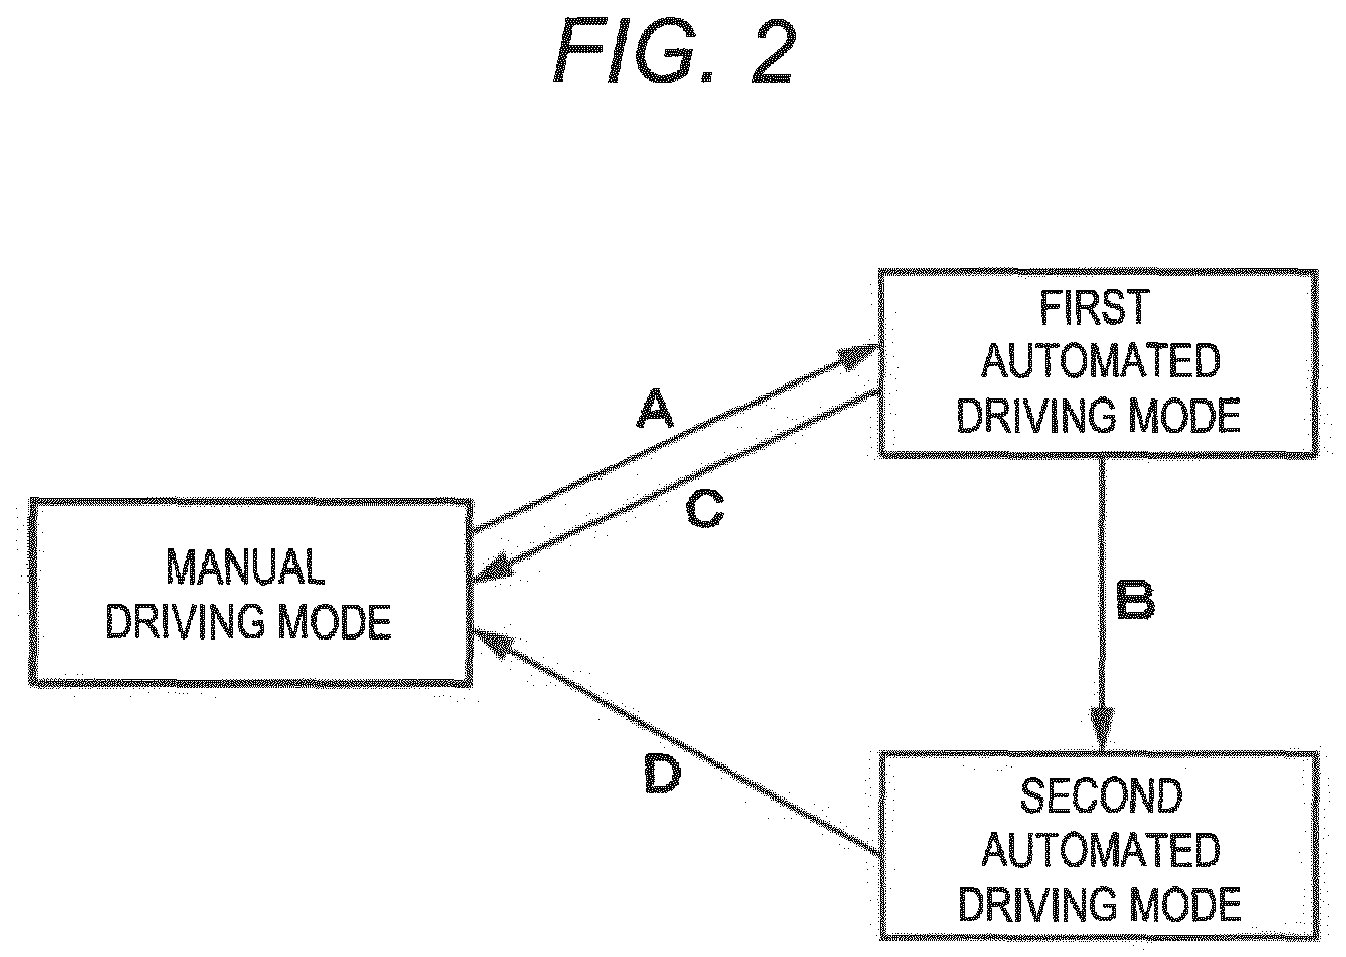 FIG. 2
FIRST
AUTOMATED
DRIVING MODE
A
C
MANUAL
DRIVING MODE
B
D
SECOND
AUTOMATED
DRIVING MODE